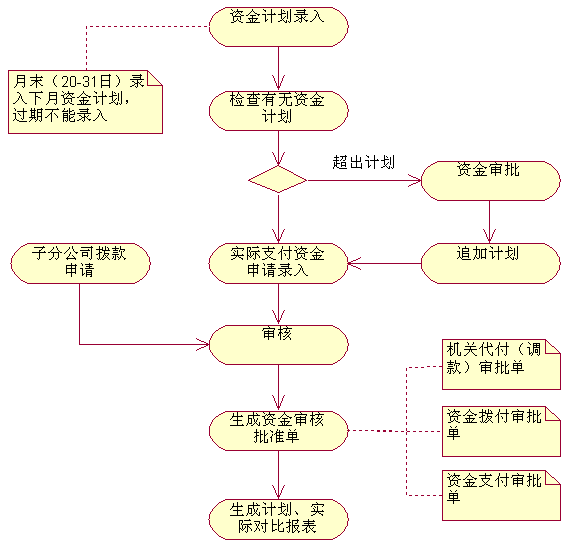 资金计划录入
月末（20-31日）录
入下月资金计划，
过期不能录入
检查有无资金
计划
超出计划
资金审批
子分公司拨款
申请
实际支付资金
申请录入
追加计划
审核
机关代付（调
款）审批单
生成资金审核
批准单
资金拨付审批
单
资金支付审批
单
生成计划、实
际对比报表